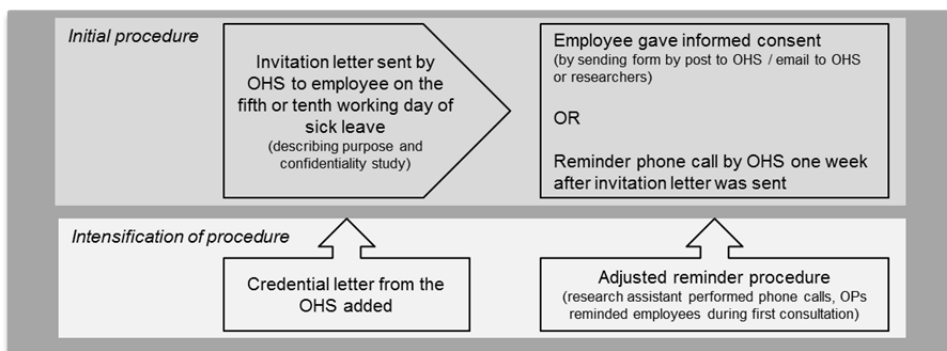 Initial procedure
Invitation letter sent by
OHS to employee on the
fifth or tenth working day of
sick leave
(describing purpose and
confidentiality study)
Employee gave informed consent
(by sending form by post to OHS / email to OHS
or researchers)
OR
Reminder phone call by OHS one week
after invitation letter was sent
Intensification of procedure
Credential letter from the
OHS added
Adjusted reminder procedure
(research assistant performed phone calls, OPs
reminded employees during first consultation)